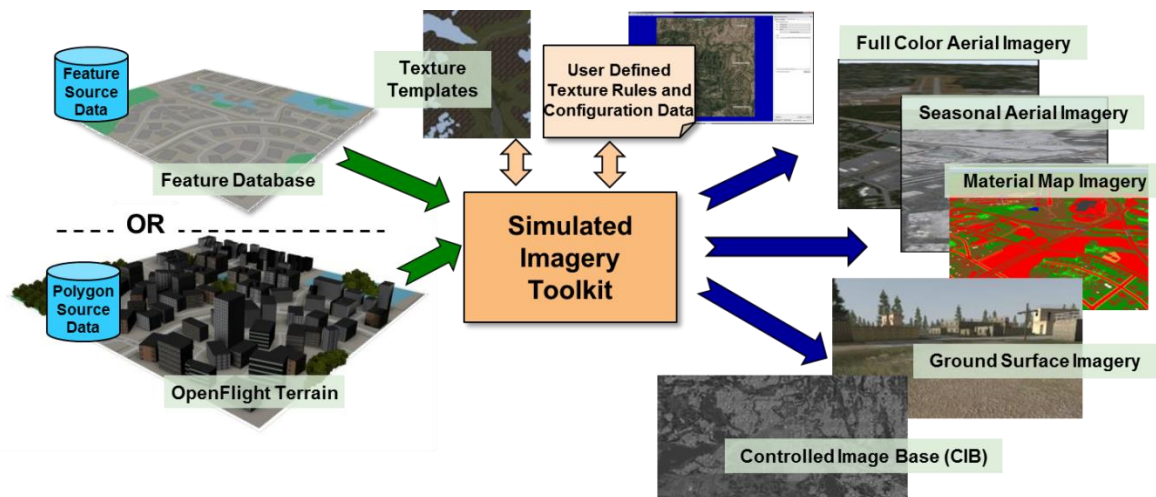 Feature
Source
Data
Feature Database
OR
Polygon
Source
Data
OpenFlight Terrain
Texture
Templates
User Defined
Texture Rules and
Configuration Data
Simulated
Imagery
Toolkit
Full Color Aerial Imagery
Seasonal Aerial Imagery
Material Map Imagery
Ground Surface Imagery
Controlled Image Base (CIB)